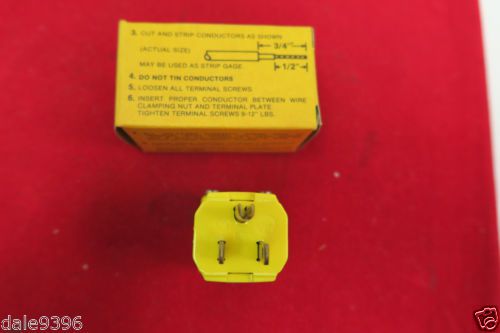 3. CUT AND STRIP CONDUCTORS AS SHOWN
(ACTUAL SIZE) 3/4"
MAY BE USED AS STRIP GAGE. 1/2"
4. DO NOT TIN CONDUCTORS
5. LOOSEN ALL TERMINAL SCREWS
6. INSERT PROPER CONDUCTOR BETWEEN WIRE
CLAMPING NUT AND TERMINAL PLATE
TIGHTEN TERMINAL SCREWS 9-12" LBS.
dale9396